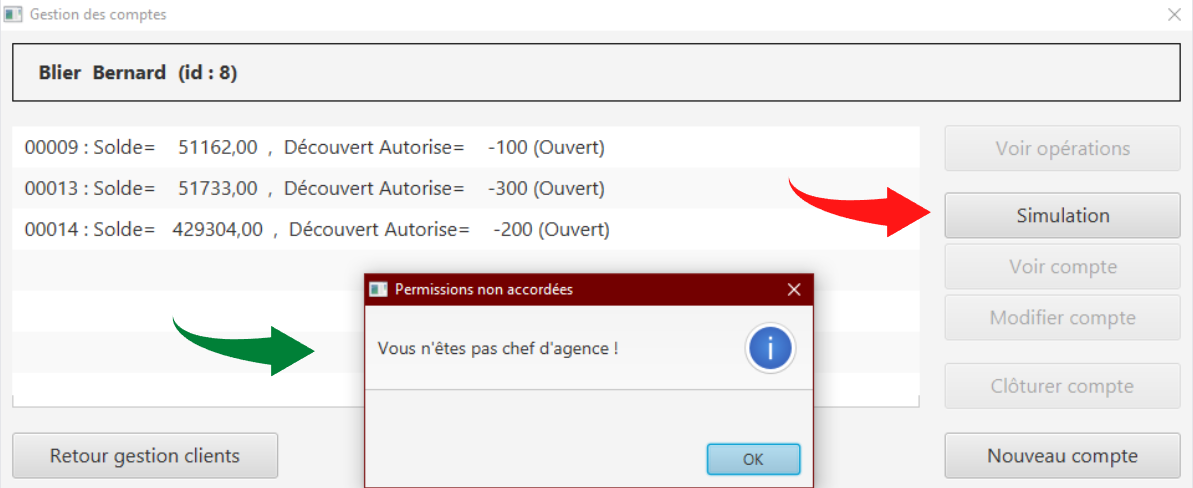 Gestion des comptes
Blier Bernard (id : 8)
00009 : Solde= 51162,00 , Découvert Autorise= -100 (Ouvert)
00013 : Solde= 51733,00 , Découvert Autorise= -300 (Ouvert)
00014 : Solde= 429304,00 , Découvert Autorise= -200 (Ouvert)
Voir opérations
Simulation
Voir compte
Modifier compte
Clôturer compte
Permissions non accordées
Vous n'êtes pas chef d'agence !
OK
Retour gestion clients
Nouveau compte